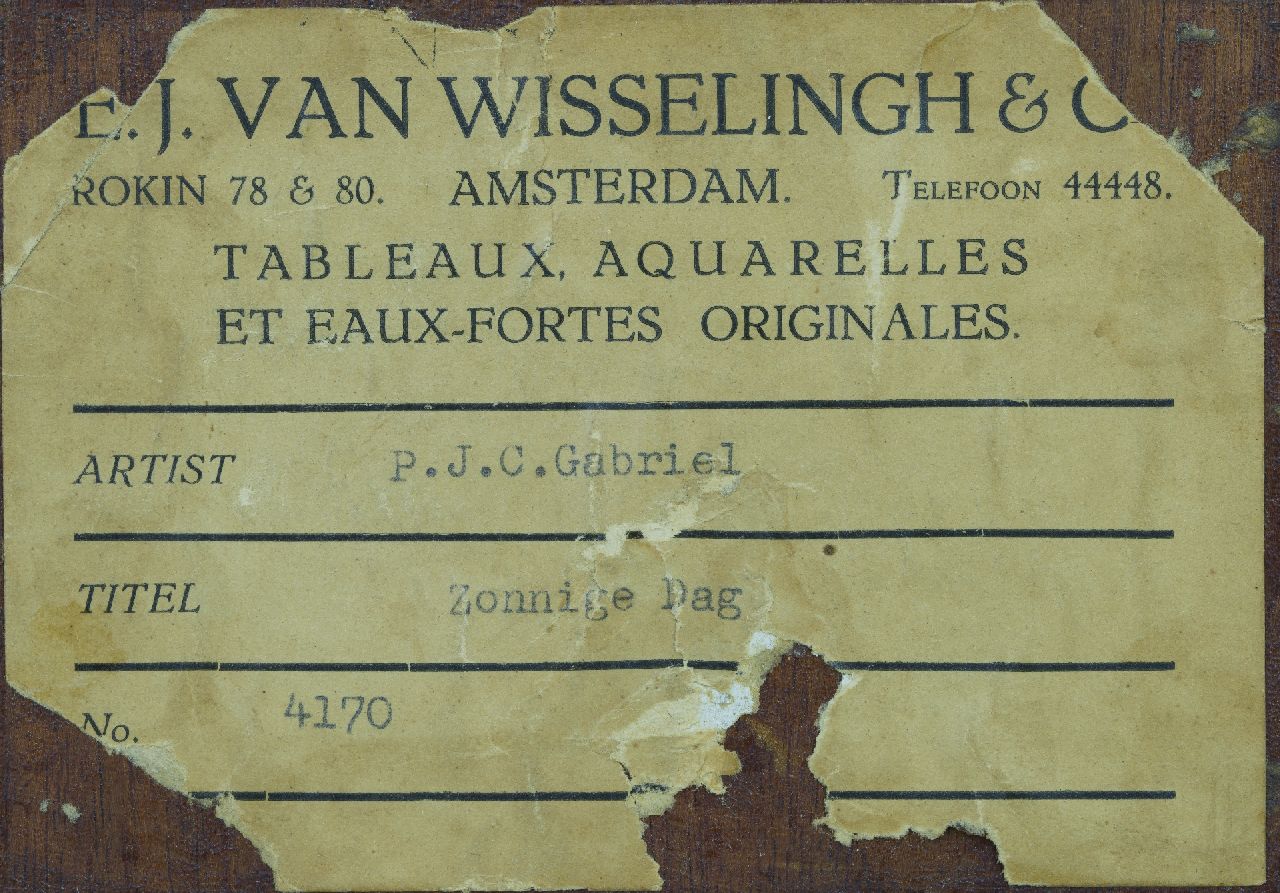 E.J. VAN WISSELINGH & C
ROKIN 78 & 80. AMSTERDAM. TELEFOON 44448.
TABLEAUX, AQUARELLES
ET EAUX-FORTES ORIGINALES.
ARTIST P.J.C.Gabriel
TITEL Zonnige Dag
No. 4170